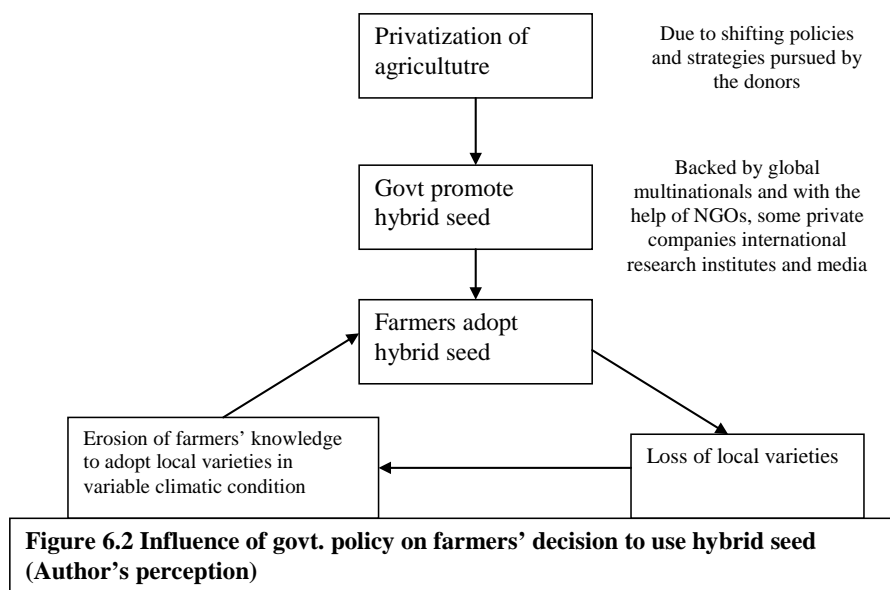 Privatization of
agricultutre
Due to shifting policies
and strategies pursued by
the donors
Govt promote
hybrid seed
Backed by global
multinationals and with the
help of NGOs, some private
companies international
research institutes and media
Farmers adopt
hybrid seed
Erosion of farmers’ knowledge
to adopt local varieties in
variable climatic condition
Loss of local varieties
Figure 6.2 Influence of govt. policy on farmers’ decision to use hybrid seed
(Author’s perception)